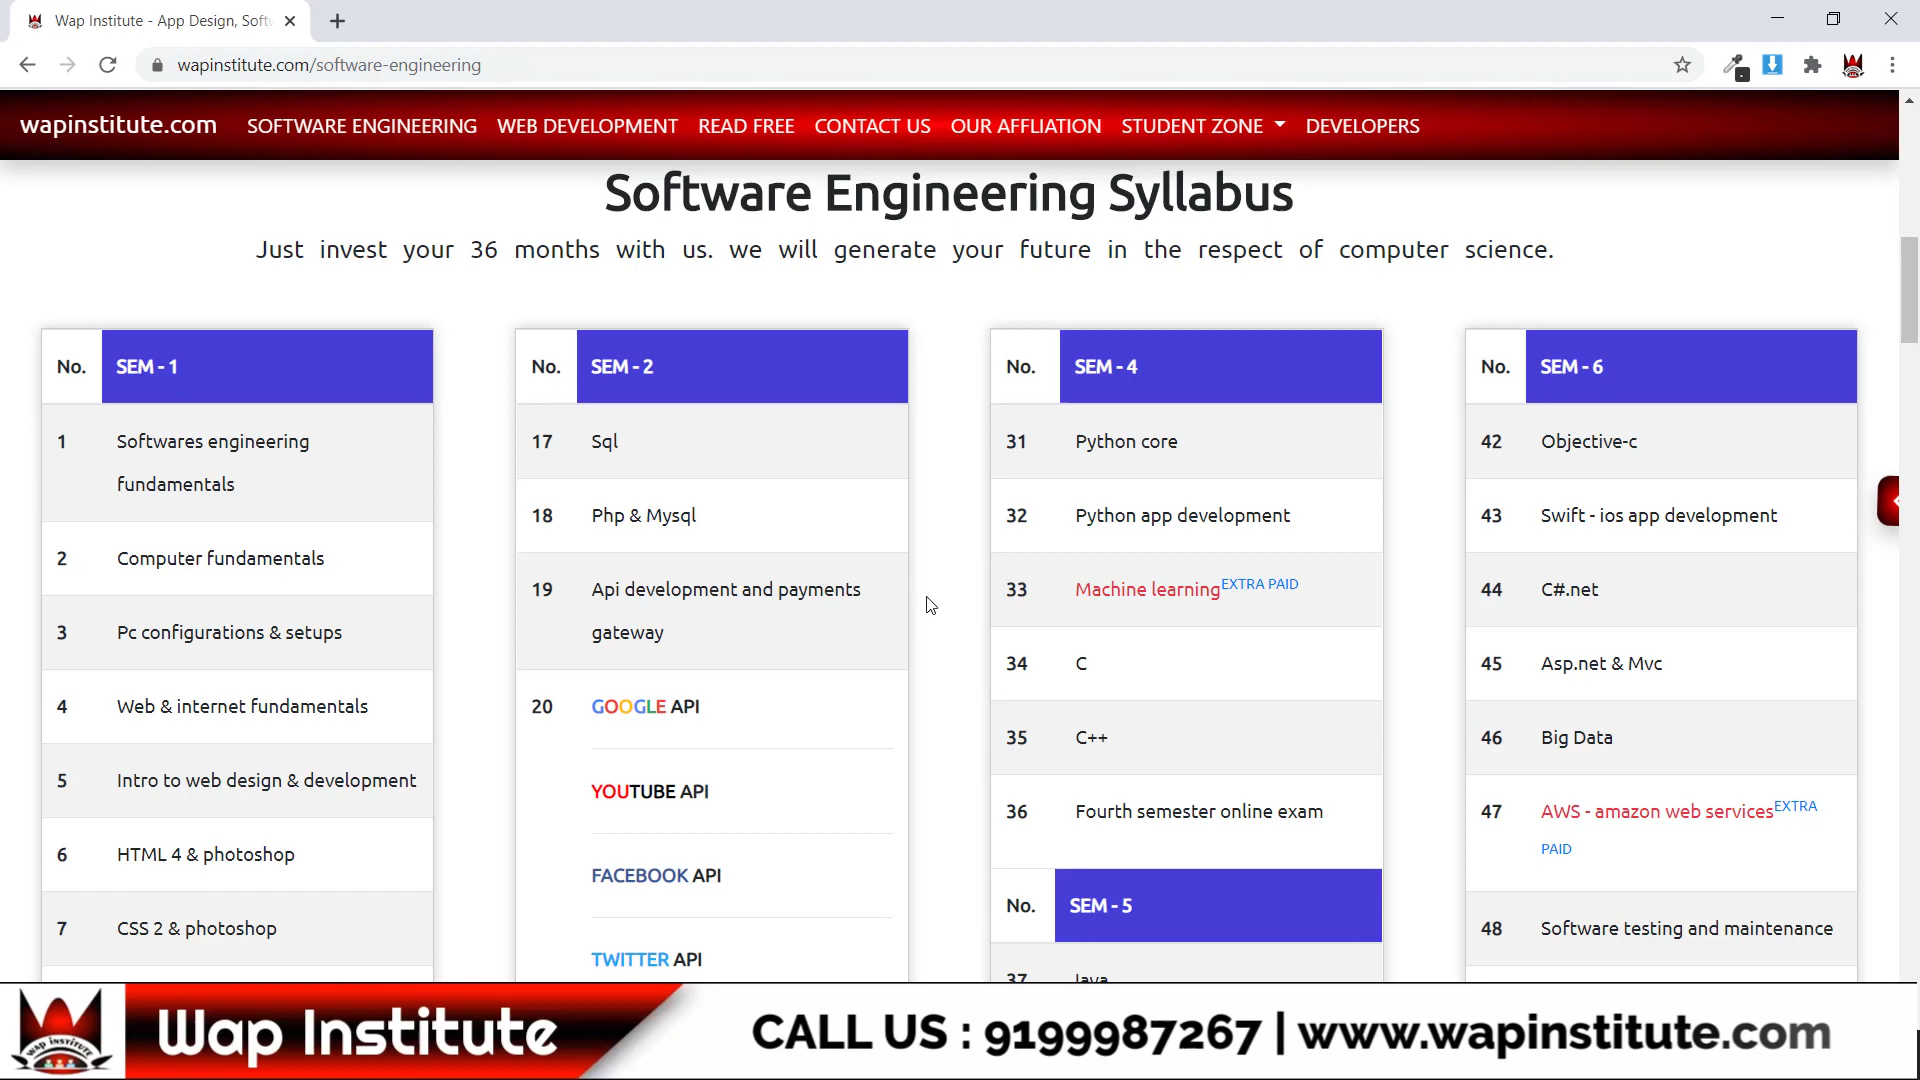 Wap Institute - App Design, Soft
wapinstitute.com/software-engineering
wapinstitute.com SOFTWARE ENGINEERING WEB DEVELOPMENT READ FREE CONTACT US OUR AFFLIATION STUDENT ZONE DEVELOPERS
Software Engineering Syllabus
Just invest your 36 months with us. we will generate your future in the respect of computer science.
No. SEM - 1
1 Softwares engineering
fundamentals
2 Computer fundamentals
3 Pc configurations & setups
4 Web & internet fundamentals
5 Intro to web design & development
6 HTML 4 & photoshop
7 CSS 2 & photoshop
No. SEM - 2
17 Sql
18 Php & Mysql
19 Api development and payments
gateway
20 GOOGLE API
YOUTUBE API
FACEBOOK API
TWITTER API
No. SEM - 4
31 Python core
32 Python app development
33 Machine learning EXTRA PAID
34 C
35 C++
36 Fourth semester online exam
No. SEM - 5
37 Java
No. SEM - 6
42 Objective-c
43 Swift - ios app development
44 C#.net
45 Asp.net & Mvc
46 Big Data
47 AWS - amazon web services EXTRA
PAID
48 Software testing and maintenance
WAP INSTITUTE
Wap Institute
CALL US : 9199987267 | www.wapinstitute.com